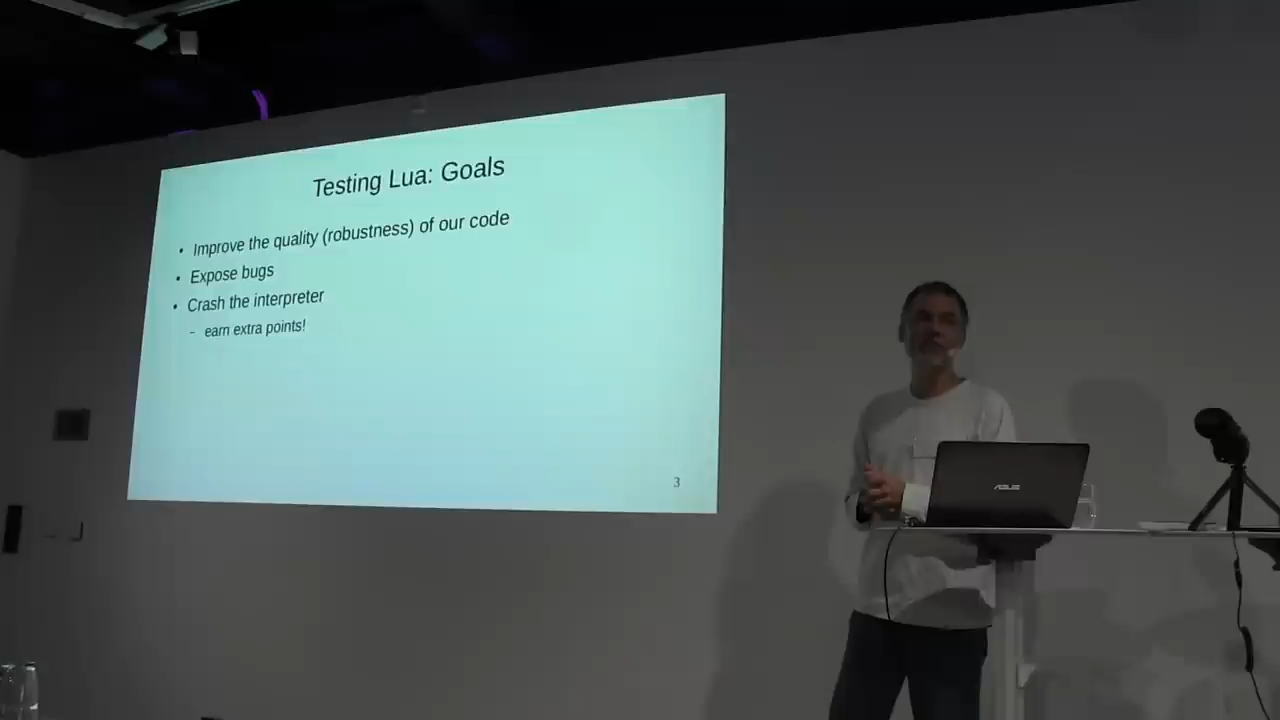 Testing Lua: Goals
• Improve the quality (robustness) of our code
• Expose bugs
• Crash the interpreter
– earn extra points!
3
ASUS